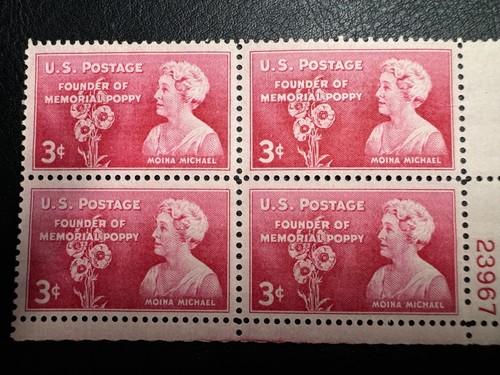 U.S. POSTAGE
FOUNDER OF
MEMORIAL POPPY
3¢
MOINA MICHAEL
U.S. POSTAGE
FOUNDER OF
MEMORIAL POPPY
3¢
MOINA MICHAEL
U.S. POSTAGE
FOUNDER OF
MEMORIAL POPPY
3¢
MOINA MICHAEL
U.S. POSTAGE
FOUNDER OF
MEMORIAL POPPY
3¢
MOINA MICHAEL
23967